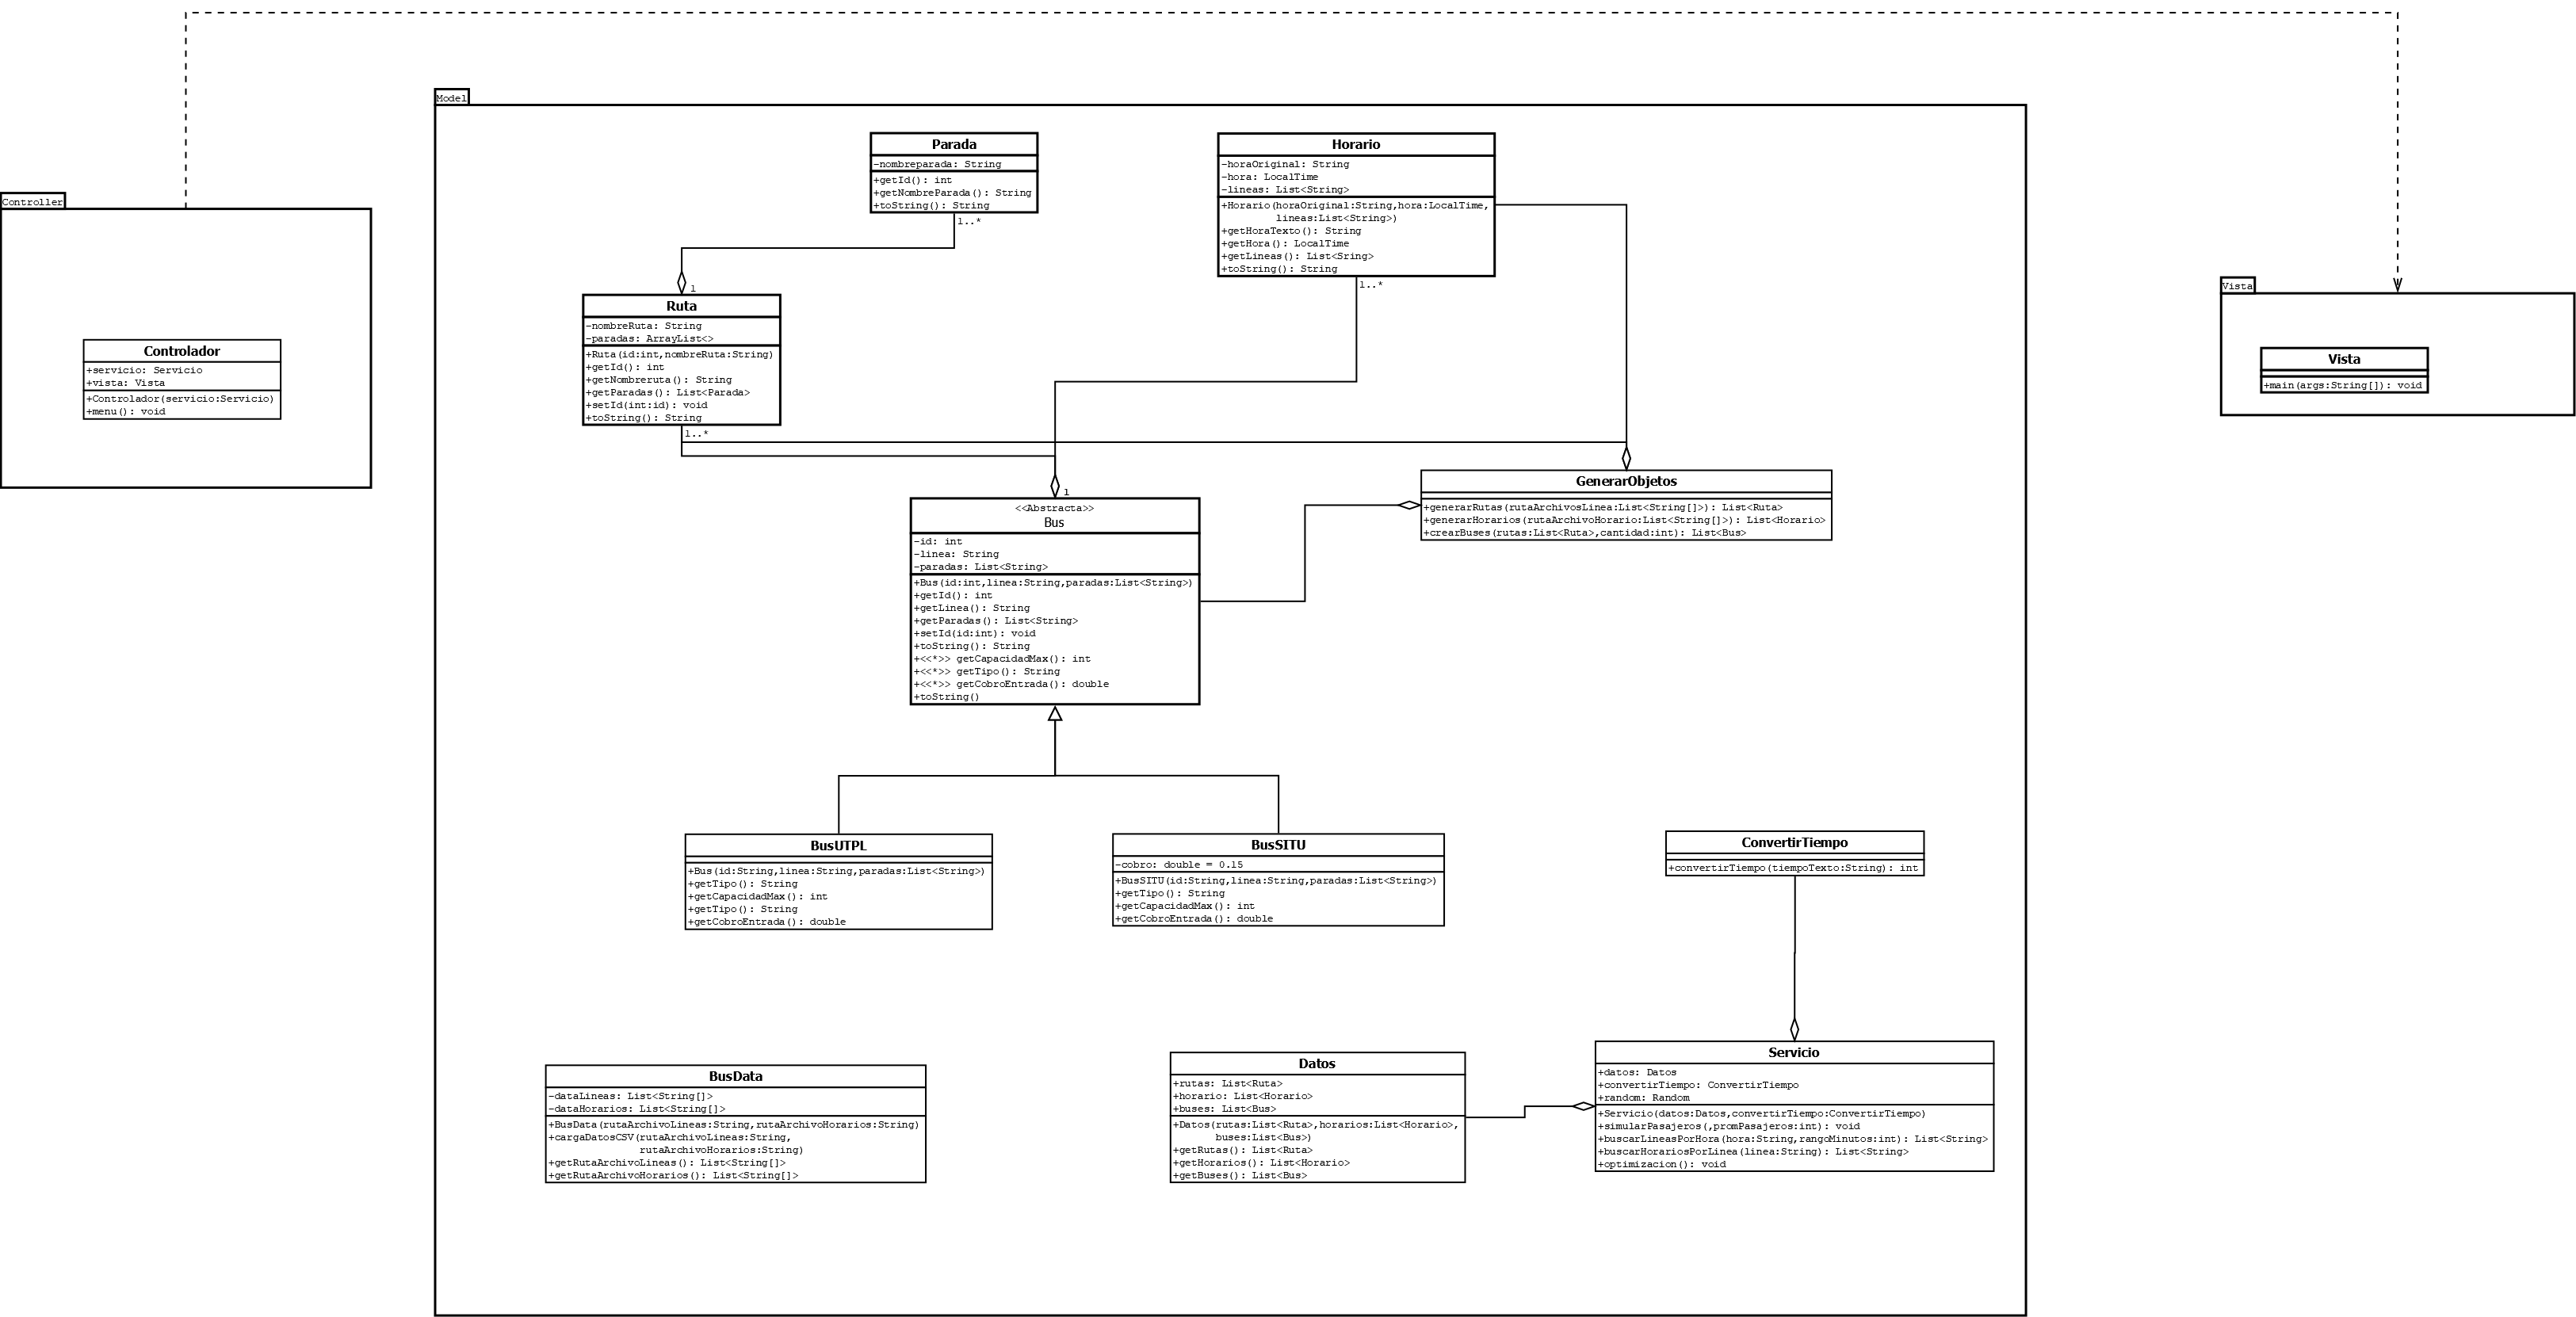 Model
Controller
Controlador
+servicio: Servicio
+vista: Vista
+Controlador(servicio:Servicio)
+menu(): void
Parada
-nombreparada: String
+getId(): int
+getNombreParada(): String
+toString(): String
1..*
Horario
-horaOriginal: String
-hora: LocalTime
-lineas: List<String>
+Horario(horaOriginal:String,hora:LocalTime,
lineas:List<String>)
+getHoraTexto(): String
+getHora(): LocalTime
+getLineas(): List<Sring>
+toString(): String
1..*
1
Ruta
-nombreRuta: String
-paradas: ArrayList<>
+Ruta(id:int,nombreRuta:String)
+getId(): int
+getNombreruta(): String
+getParadas(): List<Parada>
+setId(int:id): void
+toString(): String
1..*
Vista
Vista
+main(args:String[]): void
GenerarObjetos
+generarRutas(rutaArchivosLinea:List<String[]>): List<Ruta>
+generarHorarios(rutaArchivoHorario:List<String[]>): List<Horario>
+crearBuses(rutas:List<Ruta>,cantidad:int): List<Bus>
1
<<Abstracta>>
Bus
-id: int
-linea: String
-paradas: List<String>
+Bus(id:int,linea:String,paradas:List<String>)
+getId(): int
+getLinea(): String
+getParadas(): List<String>
+setId(id:int): void
+toString(): String
+<<*>> getCapacidadMax(): int
+<<*>> getTipo(): String
+<<*>> getCobroEntrada(): double
+toString()
BusUTPL
+Bus(id:String,linea:String,paradas:List<String>)
+getTipo(): String
+getCapacidadMax(): int
+getTipo(): String
+getCobroEntrada(): double
BusSITU
-cobro: double = 0.15
+BusSITU(id:String,linea:String,paradas:List<String>)
+getTipo(): String
+getCapacidadMax(): int
+getCobroEntrada(): double
ConvertirTiempo
+convertirTiempo(tiempoTexto:String): int
BusData
-dataLineas: List<String[]>
-dataHorarios: List<String[]>
+BusData(rutaArchivoLineas:String,rutaArchivoHorarios:String)
+cargaDatosCSV(rutaArchivoLineas:String,
rutaArchivoHorarios:String)
+getRutaArchivoLineas(): List<String[]>
+getRutaArchivoHorarios(): List<String[]>
Datos
+rutas: List<Ruta>
+horario: List<Horario>
+buses: List<Bus>
+Datos(rutas:List<Ruta>,horarios:List<Horario>,
buses:List<Bus>)
+getRutas(): List<Ruta>
+getHorarios(): List<Horario>
+getBuses(): List<Bus>
Servicio
+datos: Datos
+convertirTiempo: ConvertirTiempo
+random: Random
+Servicio(datos:Datos,convertirTiempo:ConvertirTiempo)
+simularPasajeros(,promPasajeros:int): void
+buscarLineasPorHora(hora:String,rangoMinutos:int): List<String>
+buscarHorariosPorLinea(linea:String): List<String>
+optimizacion(): void